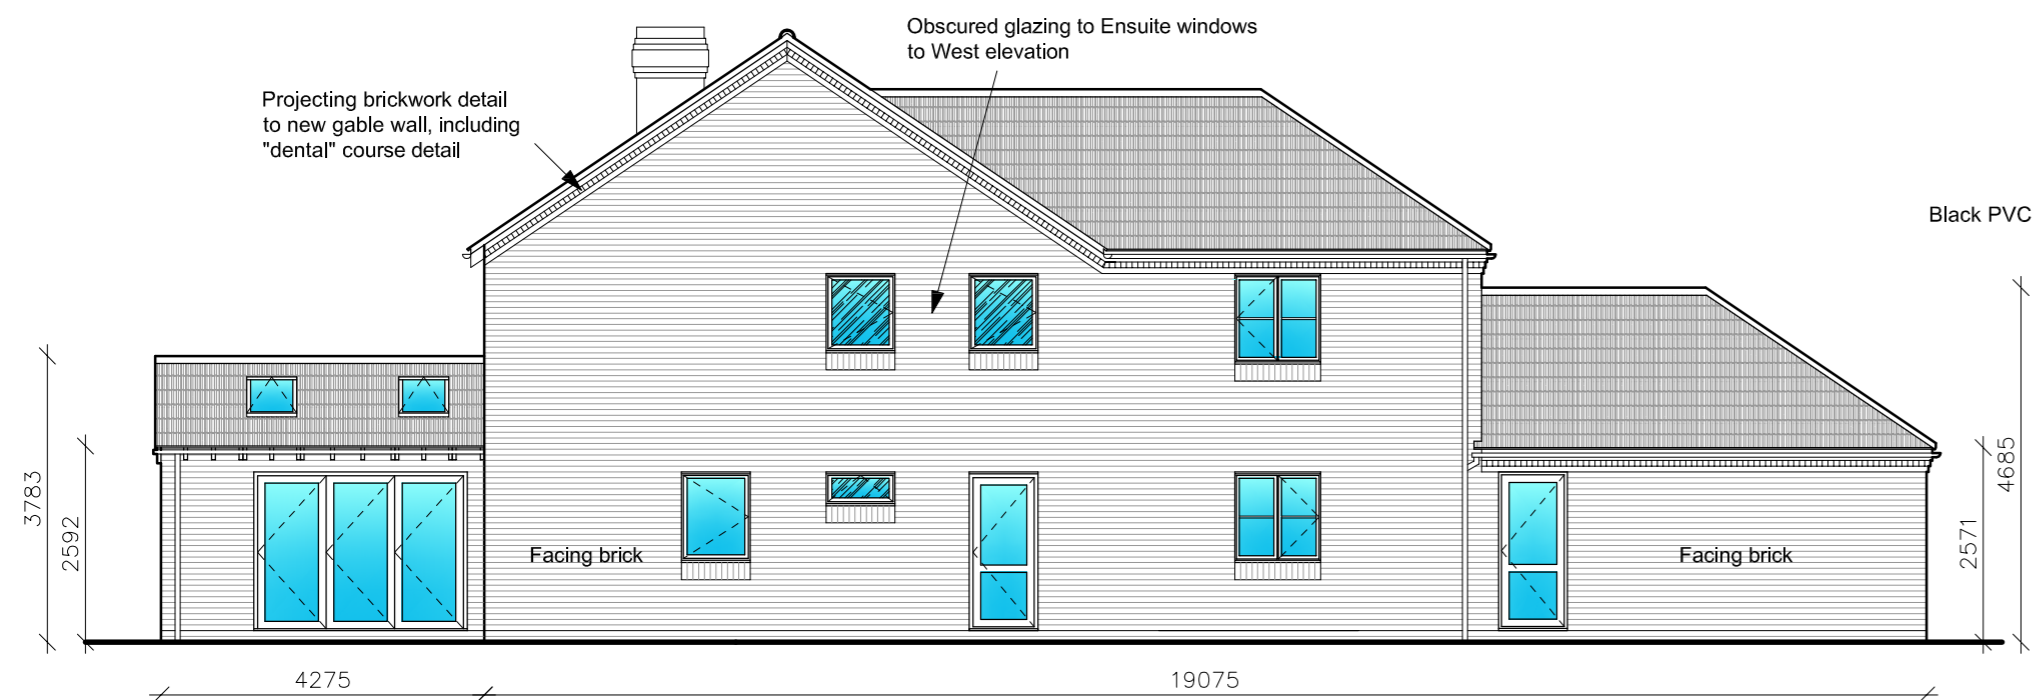 Obscured glazing to Ensuite windows
to West elevation
Projecting brickwork detail
to new gable wall, including
"dental" course detail
Black PVC
3783
2592
Facing brick
Facing brick
2571
4685
4275
19075